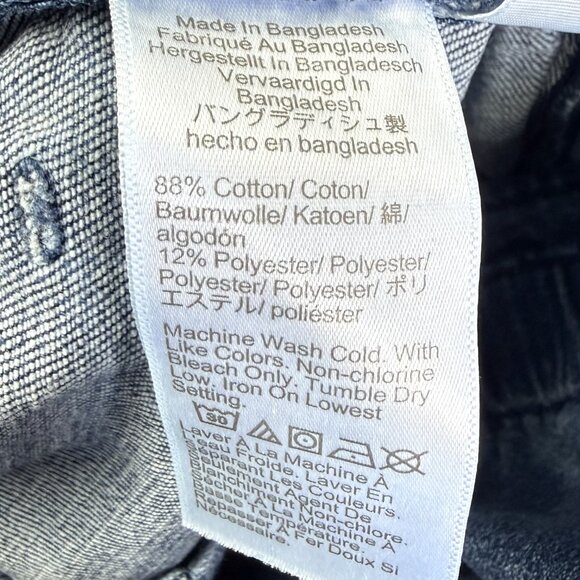 Made In Bangladesh
Fabriqué Au Bangladesh
Hergestellt In Bangladesch
Vervaardigd In
Bangladesh
バングラディシュ製
hecho en bangladesh
88% Cotton/ Coton/
Baumwolle/ Katoen/ 綿/
algodón
12% Polyester/ Polyester/
Polyester/ Polyester/ ポリ
エステル/ poliéster
Machine Wash Cold. With
Like Colors. Non-chlorine
Bleach Only. Tumble Dry
Low. Iron On Lowest
Setting.
30
Laver À La Machine À
Eau Froide. Laver En
Séparant Les Couleurs.
Seulement Agent De
Blanchiment Non-chlore.
Sécher À La Machine À
Basse Température.
Repasser À Fer Doux Si
Nécessaire.